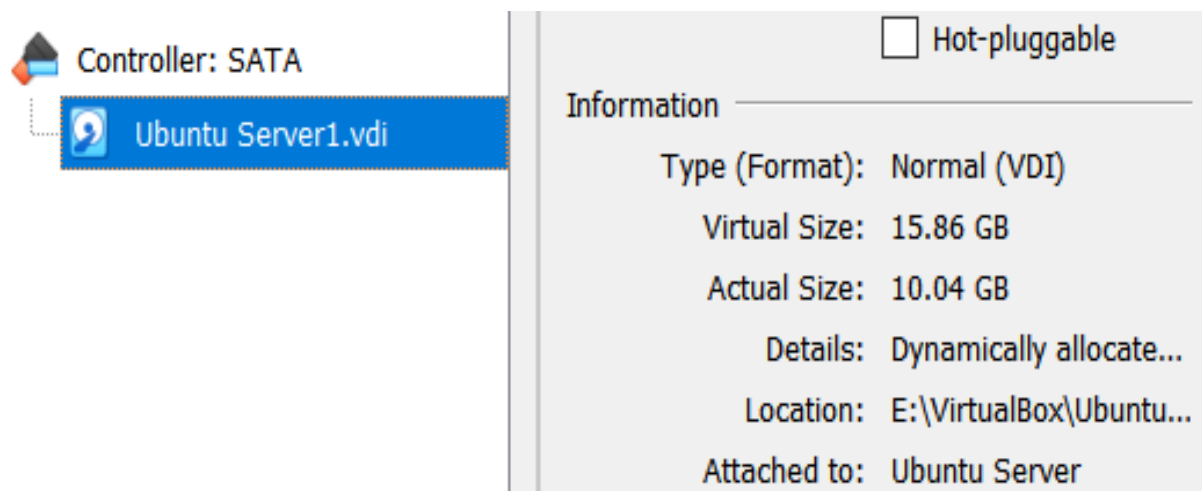 Controller: SATA
Ubuntu Server1.vdi
Hot-pluggable
Information
Type (Format): Normal (VDI)
Virtual Size: 15.86 GB
Actual Size: 10.04 GB
Details: Dynamically allocate...
Location: E:\VirtualBox\Ubuntu...
Attached to: Ubuntu Server